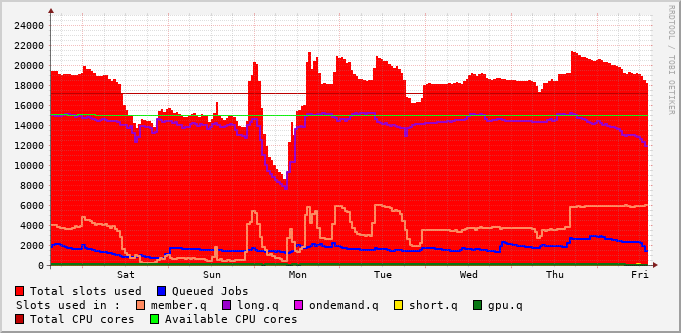 RRDTOOL / TOBI OETIKER
24000
22000
20000
18000
16000
14000
12000
10000
8000
6000
4000
2000
0
Sat Sun Mon Tue Wed Thu Fri
Total slots used Queued Jobs
Slots used in : member.q long.q ondemand.q short.q gpu.q
Total CPU cores Available CPU cores